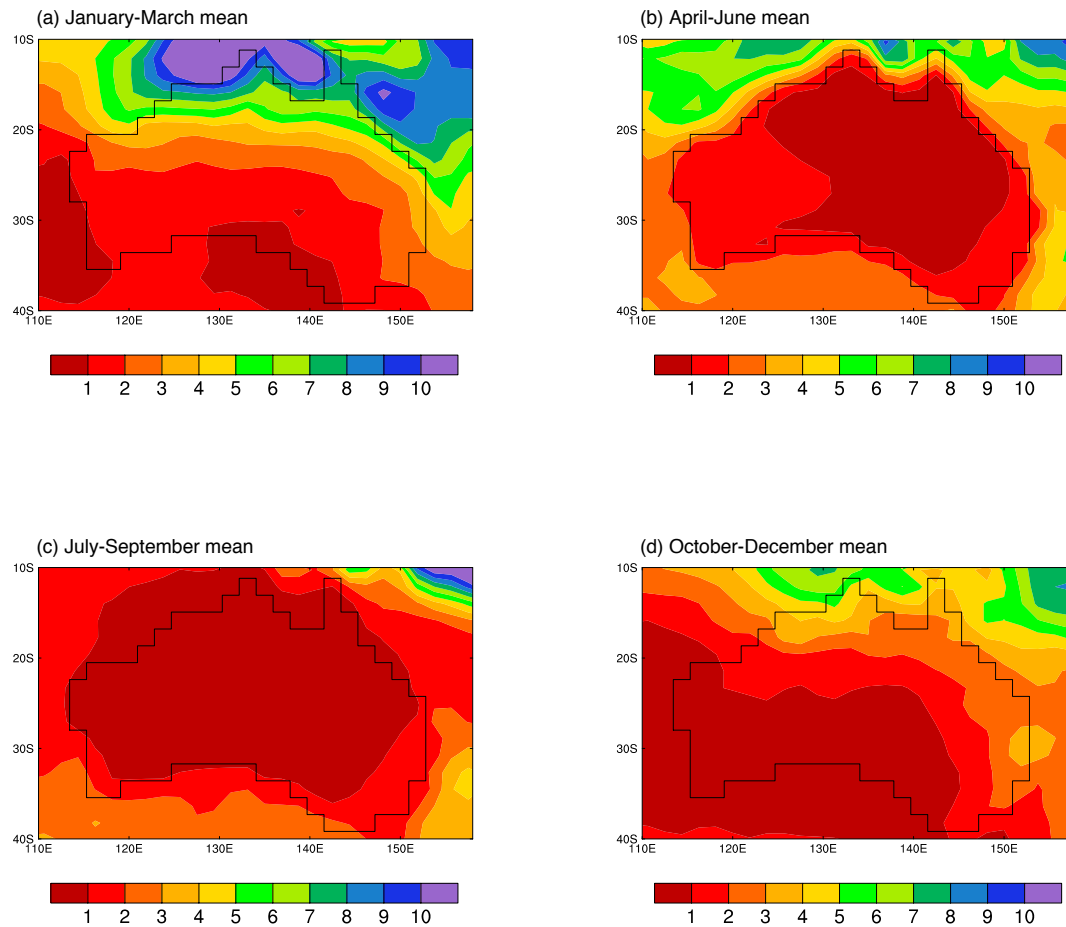 (a) January-March mean
10S
20S
30S
40S
110E 120E 130E 140E 150E
1 2 3 4 5 6 7 8 9 10
(b) April-June mean
10S
20S
30S
40S
110E 120E 130E 140E 150E
1 2 3 4 5 6 7 8 9 10
(c) July-September mean
10S
20S
30S
40S
110E 120E 130E 140E 150E
1 2 3 4 5 6 7 8 9 10
(d) October-December mean
10S
20S
30S
40S
110E 120E 130E 140E 150E
1 2 3 4 5 6 7 8 9 10